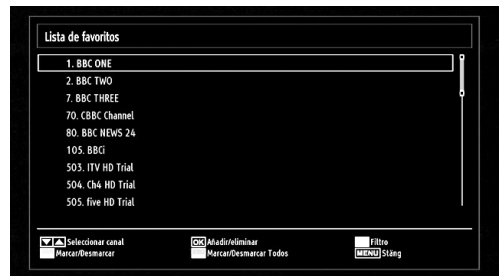 Lista de favoritos
1. BBC ONE
2. BBC TWO
7. BBC THREE
70. CBBC Channel
80. BBC NEWS 24
105. BBCi
503. ITV HD Trial
504. Ch4 HD Trial
505. five HD Trial
Seleccionar canal OK Añadir/eliminar Filtro
Marcar/Desmarcar Marcar/Desmarcar Todos MENU Stäng